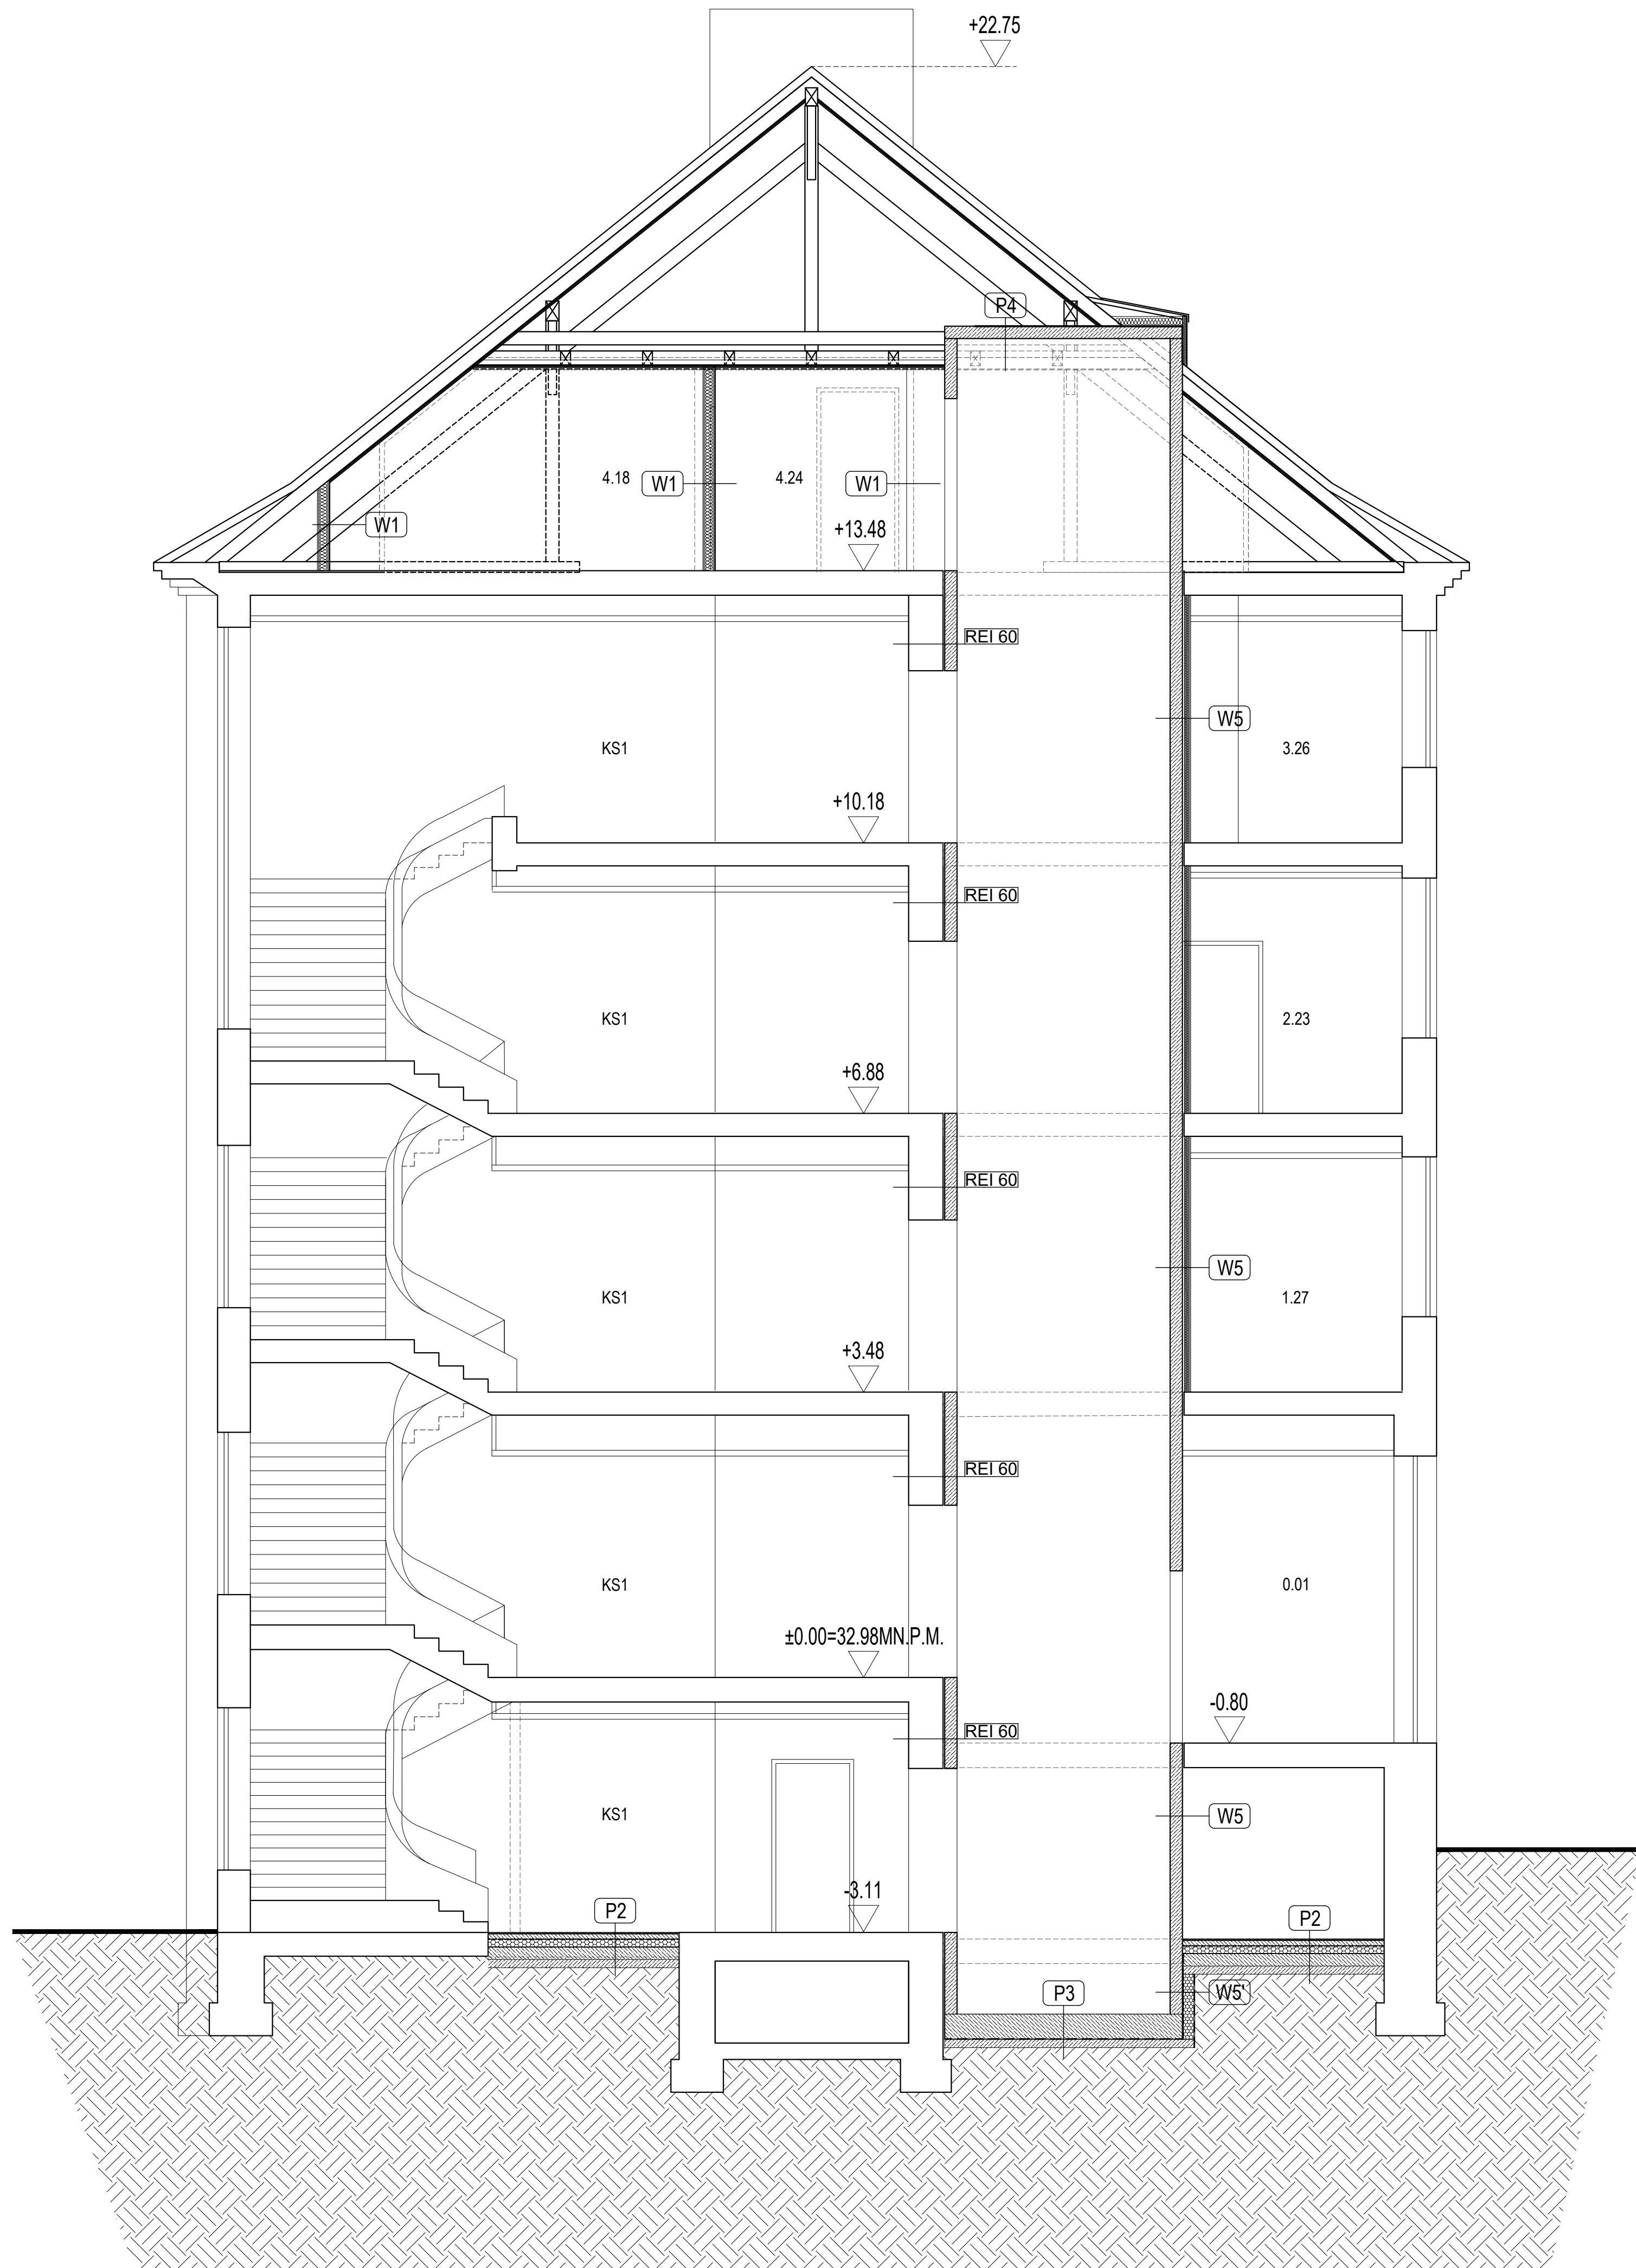 +22.75
P4
4.18
W1
4.24
W1
W1
+13.48
REI 60
W5
KS1
3.26
+10.18
REI 60
KS1
2.23
+6.88
REI 60
W5
KS1
1.27
+3.48
REI 60
KS1
0.01
±0.00=32.98MN.P.M.
-0.80
REI 60
KS1
W5
-3.11
P2
P2
P3
W5'